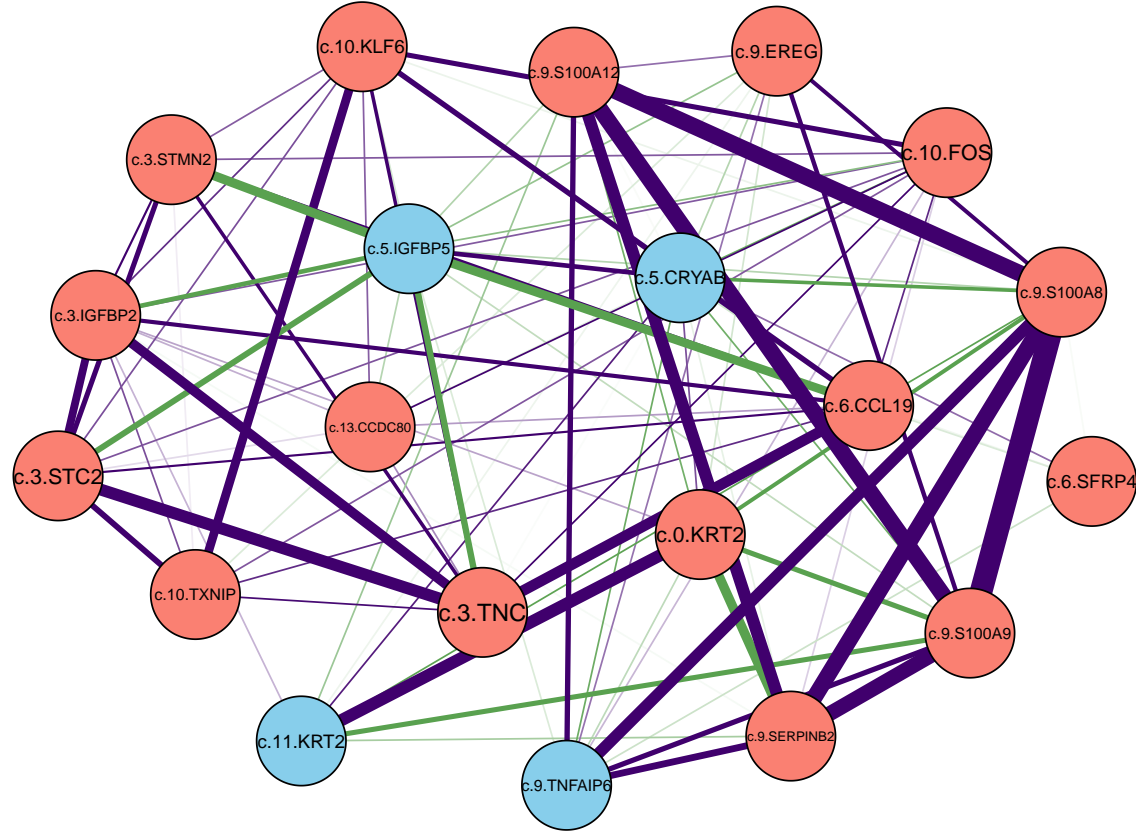 c.10.KLF6
c.9.S100A12
c.9.EREG
c.3.STMN2
c.10.FOS
c.5.IGFBP5
c.5.CRYAB
c.9.S100A8
c.3.IGFBP2
c.6.CCL19
c.13.CCDC80
c.3.STC2
c.6.SFRP4
c.0.KRT2
c.10.TXNIP
c.3.TNC
c.9.S100A9
c.11.KRT2
c.9.SERPINB2
c.9.TNFAIP6